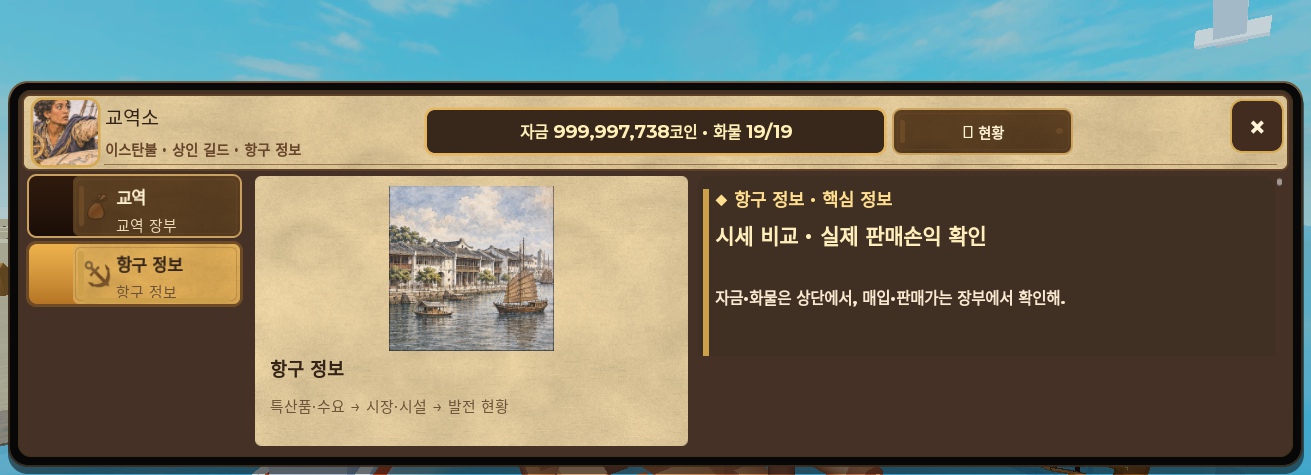 교역소
이스탄불 • 상인 길드 • 항구 정보
자금 999,997,738코인 • 화물 19/19
▯ 현황
×
교역
교역 장부
항구 정보
항구 정보
항구 정보
특산품·수요 → 시장·시설 → 발전 현황
◆ 항구 정보 • 핵심 정보
시세 비교 • 실제 판매손익 확인
자금•화물은 상단에서, 매입•판매가는 장부에서 확인해.